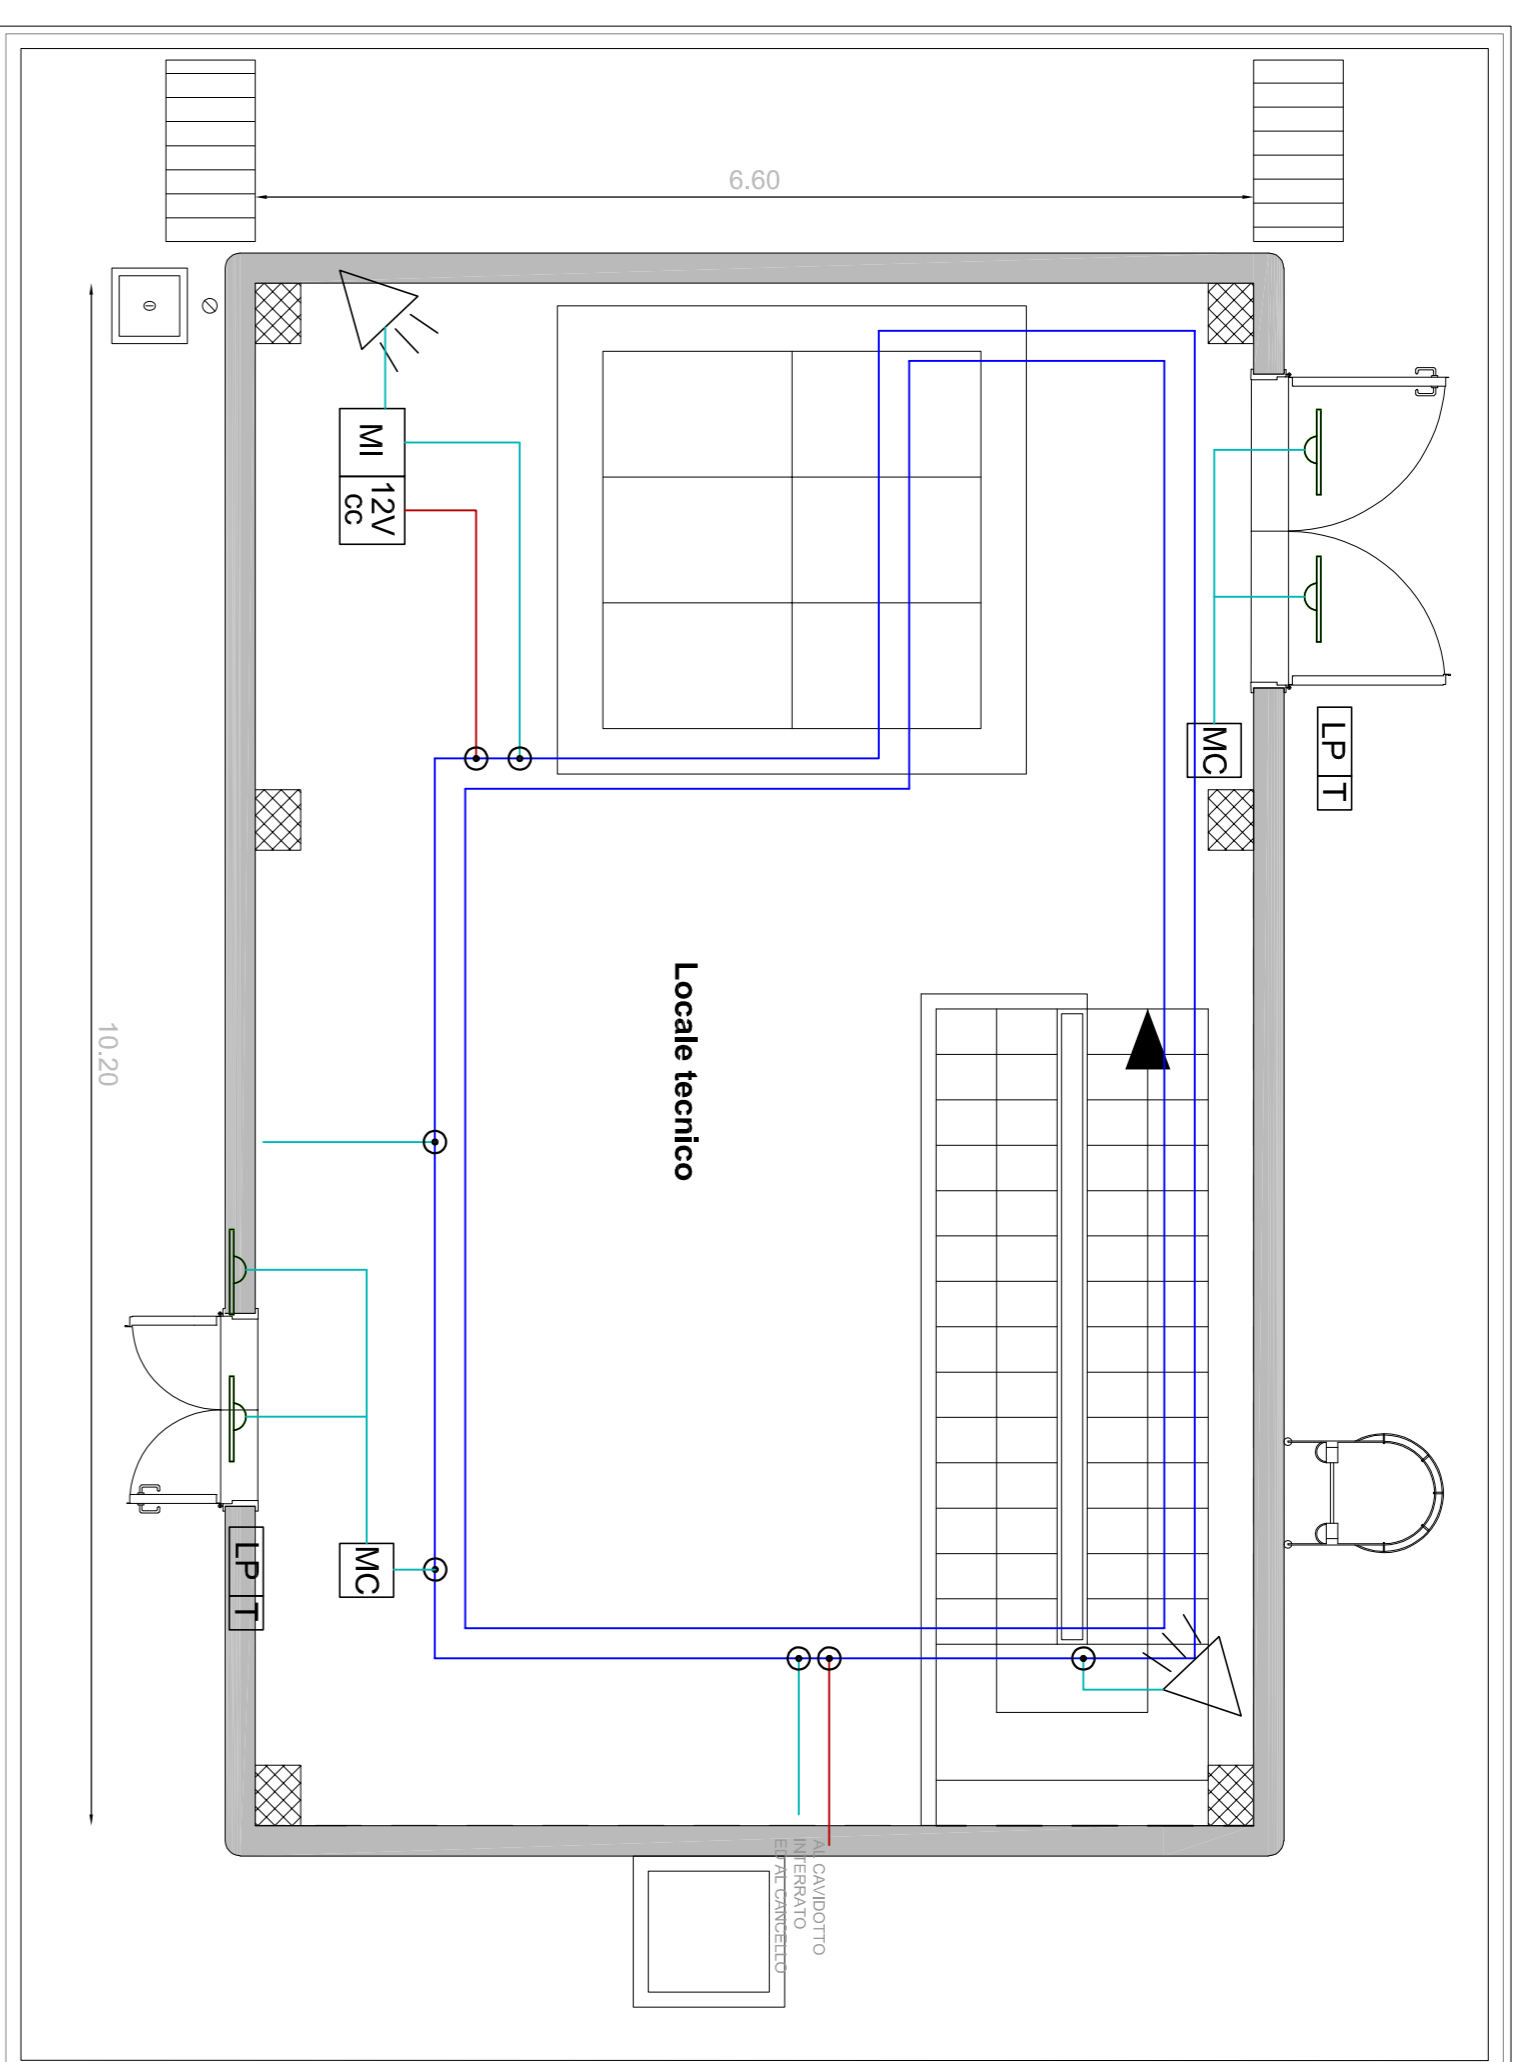 6.60
MI
12V
cc
LP T
MC
Locale tecnico
10.20
LP T
MC
AL CAVIDOTTO
INTERRATO
ED AL CANCELLO